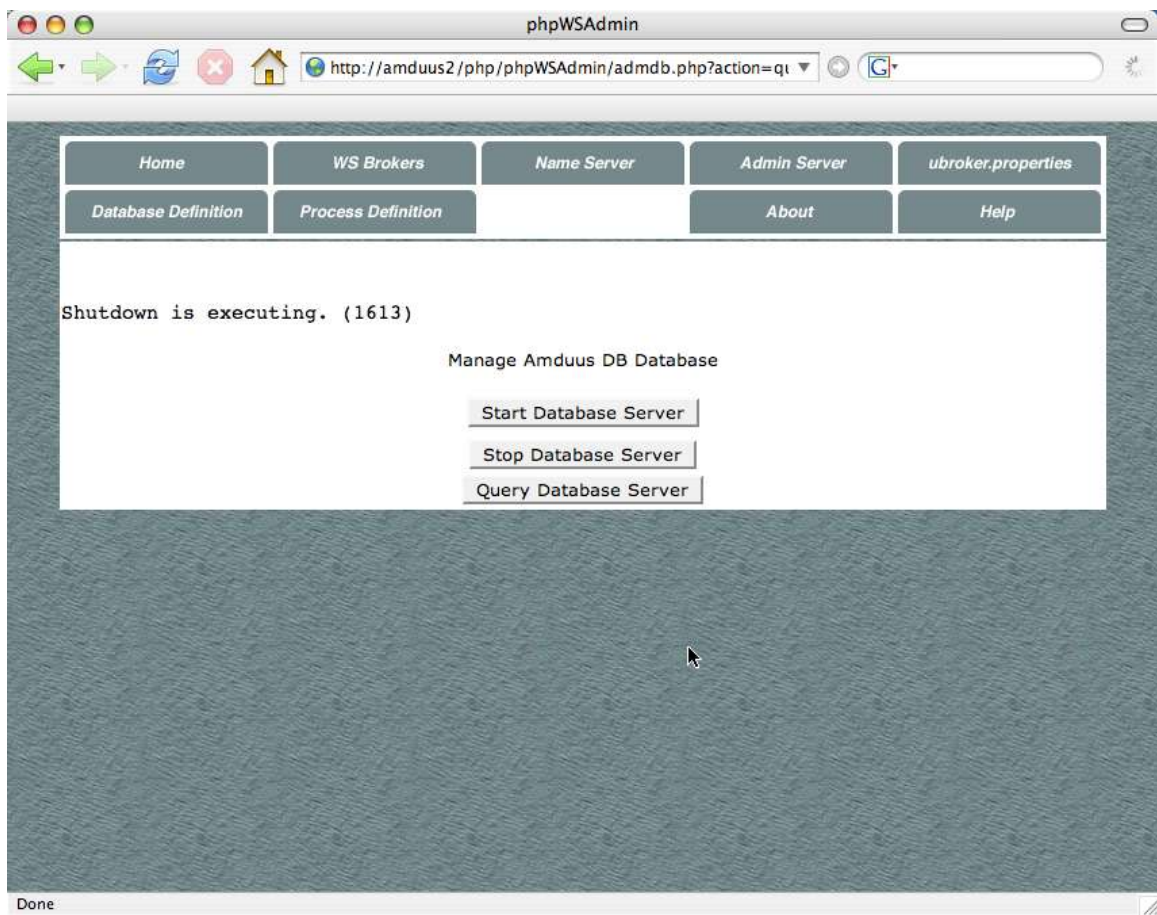 phpWSAdmin
http://amduus2/php/phpWSAdmin/admdb.php?action=qu
G
Home WS Brokers Name Server Admin Server ubroker.properties
Database Definition Process Definition About Help
Shutdown is executing. (1613)
Manage Amduus DB Database
Start Database Server
Stop Database Server
Query Database Server
Done